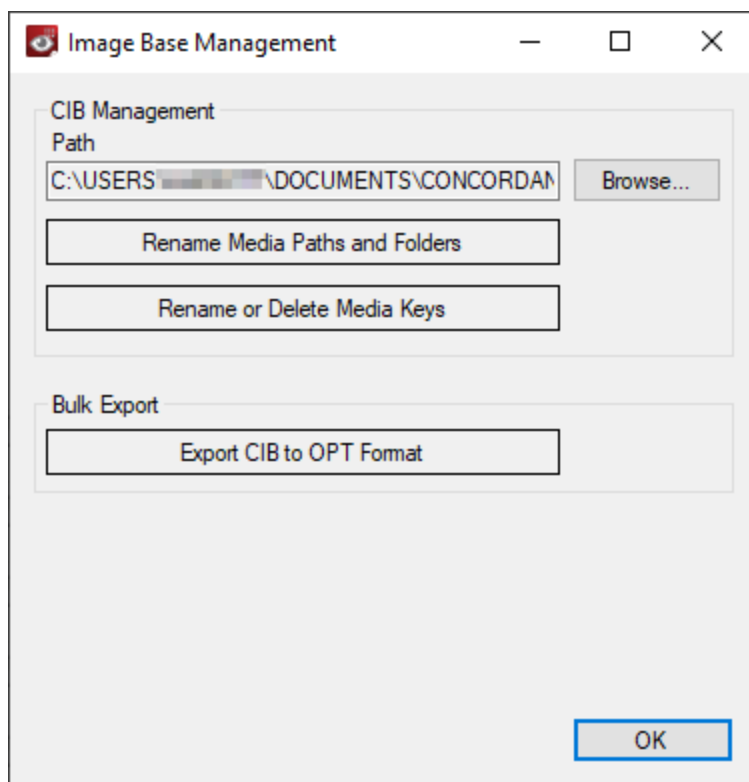 Image Base Management
CIB Management
Path
C:\USERS\ \DOCUMENTS\CONCORDAN
Browse...
Rename Media Paths and Folders
Rename or Delete Media Keys
Bulk Export
Export CIB to OPT Format
OK